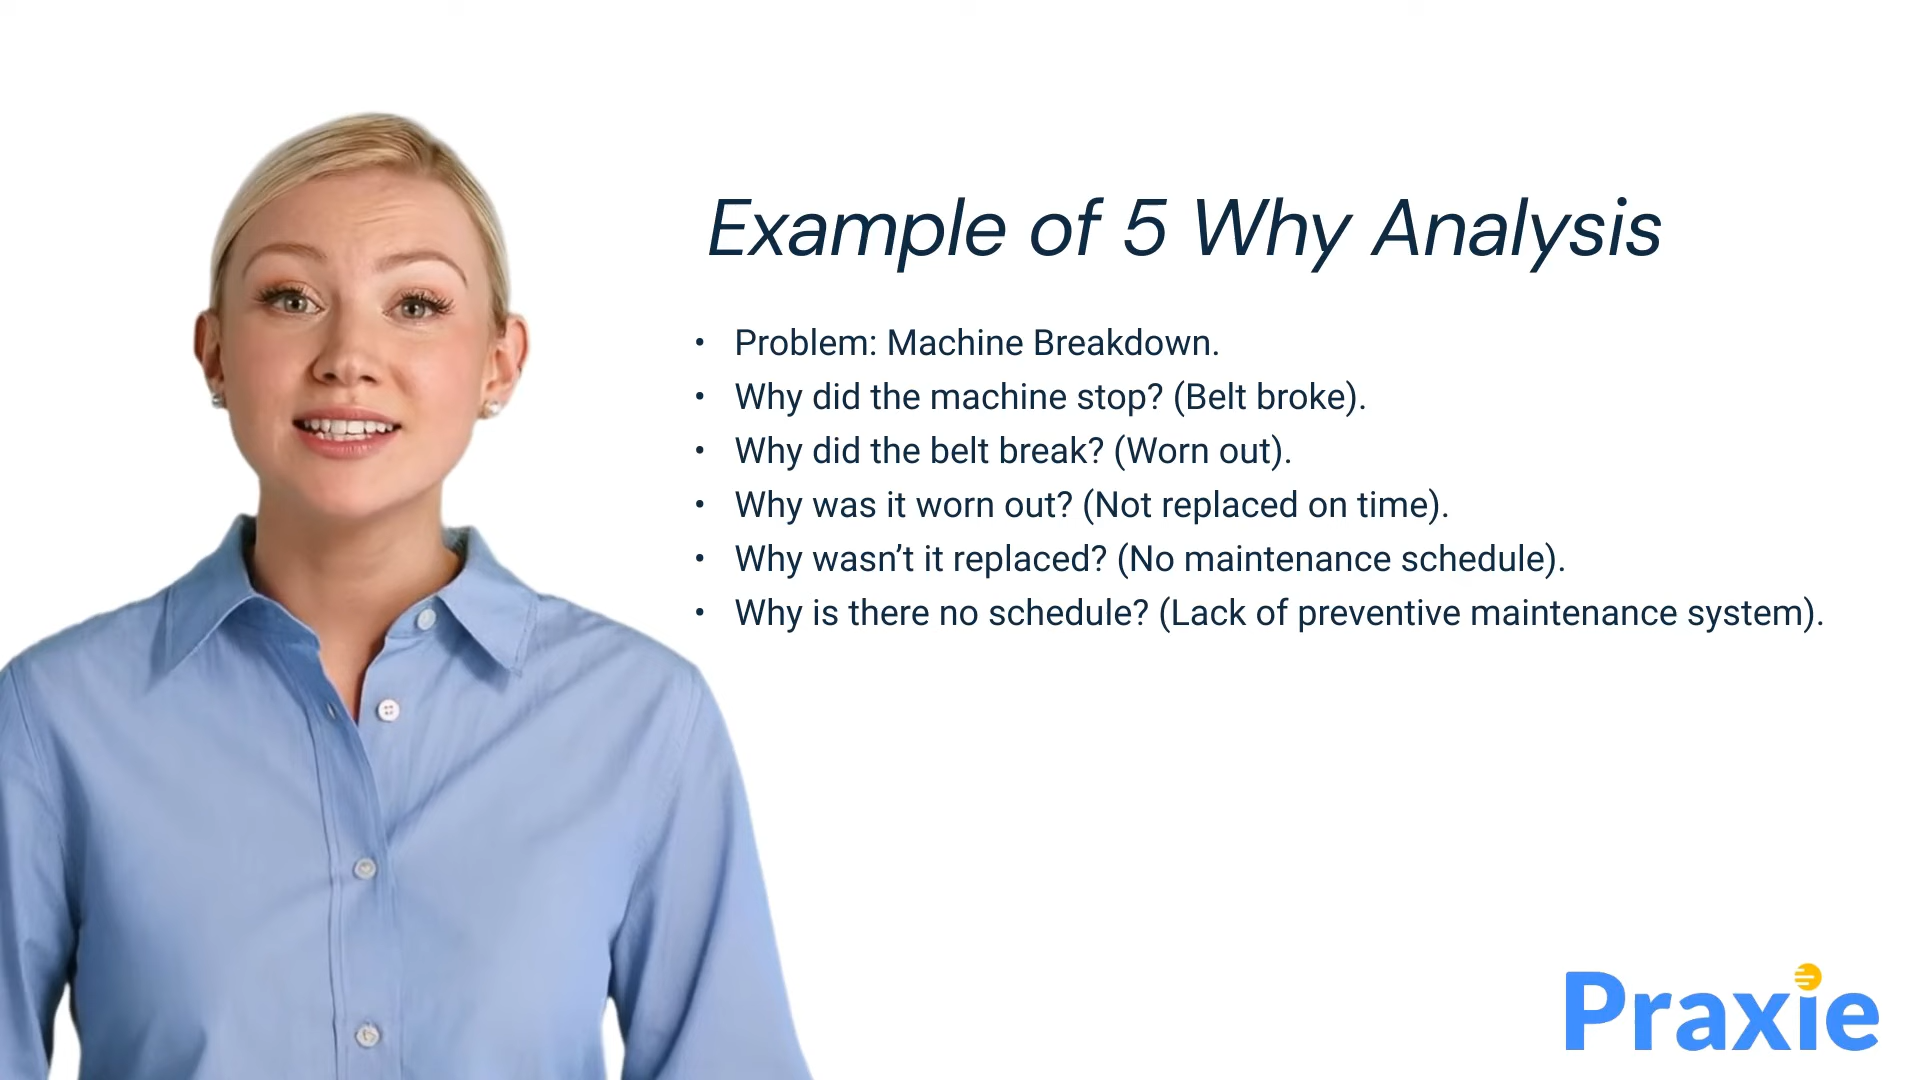 Example of 5 Why Analysis
• Problem: Machine Breakdown.
• Why did the machine stop? (Belt broke).
• Why did the belt break? (Worn out).
• Why was it worn out? (Not replaced on time).
• Why wasn’t it replaced? (No maintenance schedule).
• Why is there no schedule? (Lack of preventive maintenance system).
Praxie